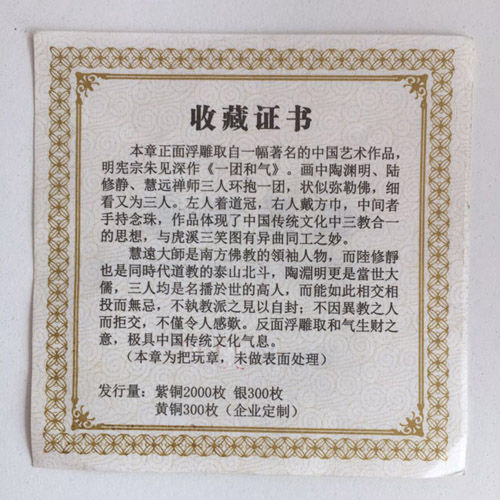 收藏证书
本章正面浮雕取自一幅著名的中国艺术作品，
明宪宗朱见深作《一团和气》。画中陶渊明、陆
修静、慧远禅师三人环抱一团，状似弥勒佛，细
看又为三人。左人着道冠，右人戴方巾，中间者
手持念珠，作品体现了中国传统文化中三教合一
的思想，与虎溪三笑图有异曲同工之妙。
慧遠大師是南方佛教的领袖人物，而陸修靜
也是同時代道教的泰山北斗，陶淵明更是當世大
儒，三人均是名播於世的高人，而能如此相交相
投而無忌，不執教派之見以自封；不因異教之人
而拒交，不僅令人感歎。反面浮雕取和气生财之
意，极具中国传统文化气息。
（本章为把玩章，未做表面处理）
发行量：紫铜2000枚 银300枚
黄铜300枚（企业定制）